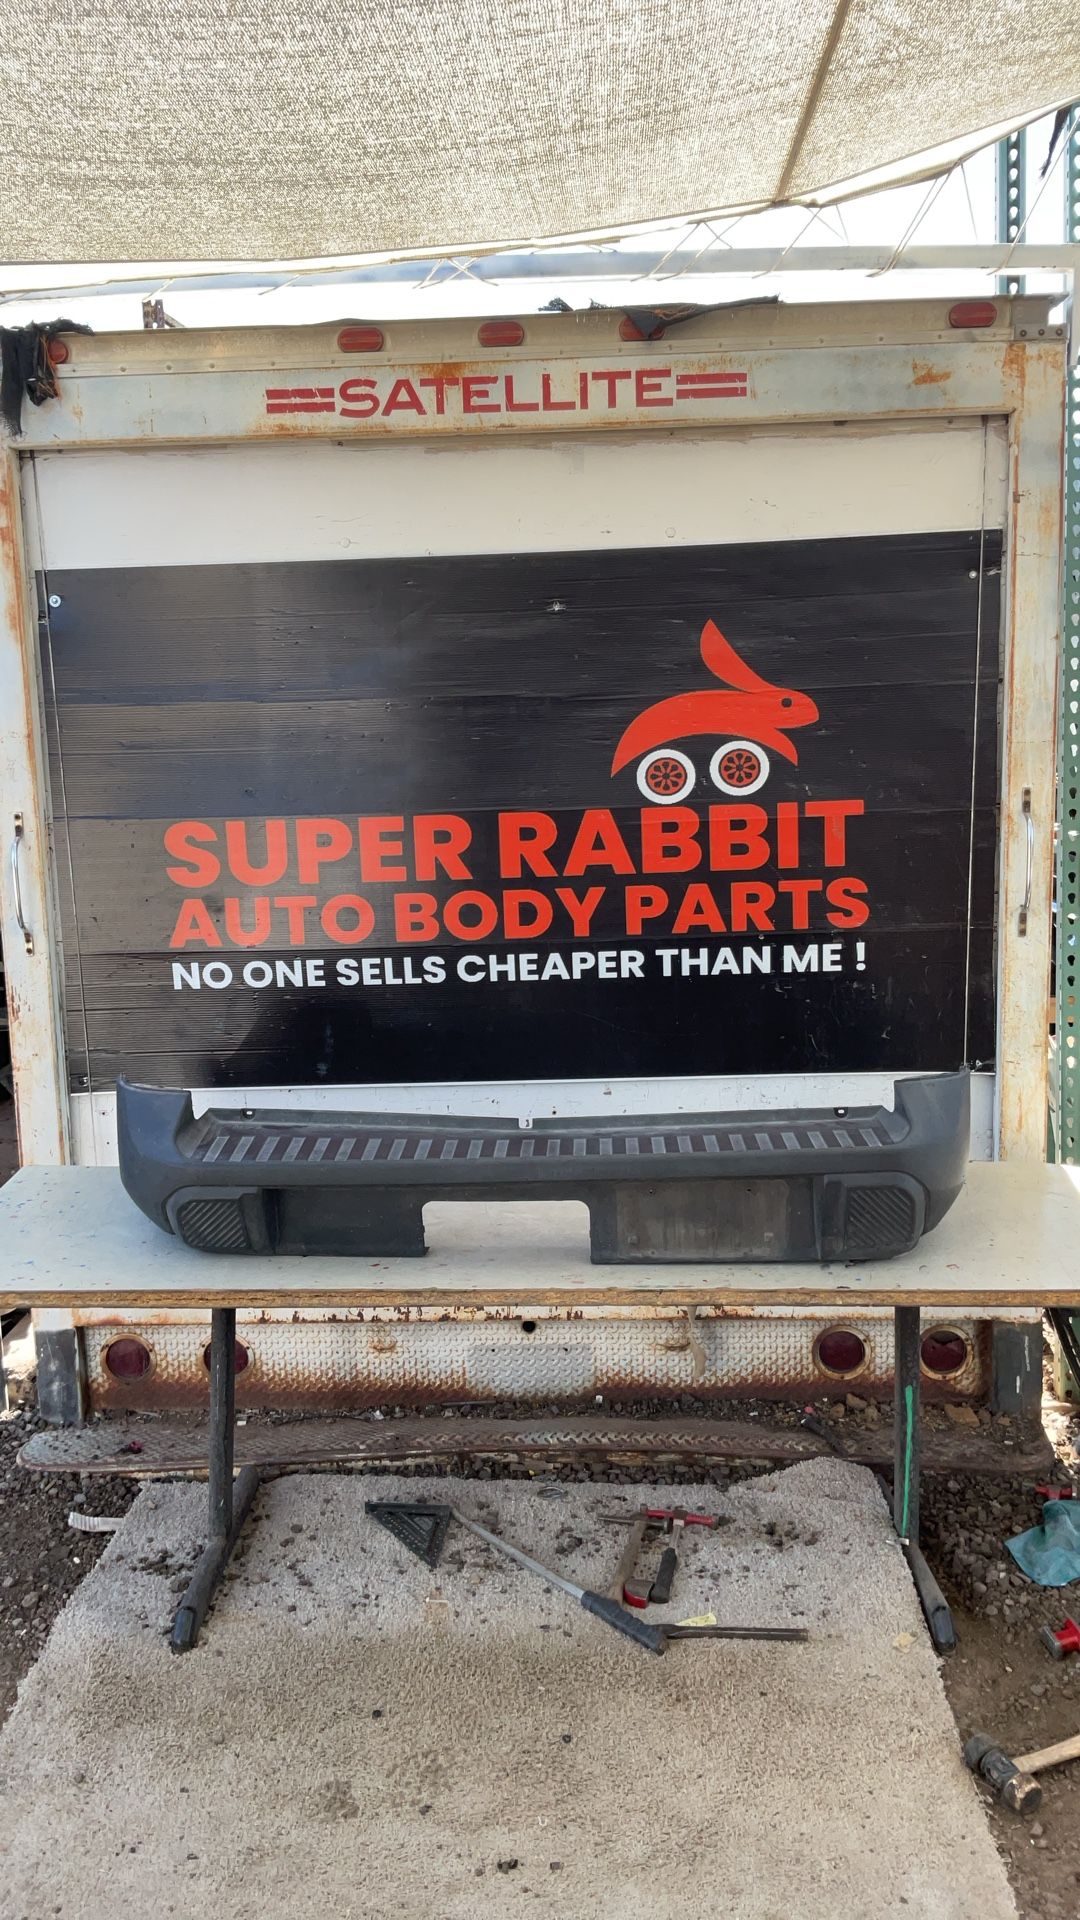 SATELLITE
SUPER RABBIT
AUTO BODY PARTS
NO ONE SELLS CHEAPER THAN ME !